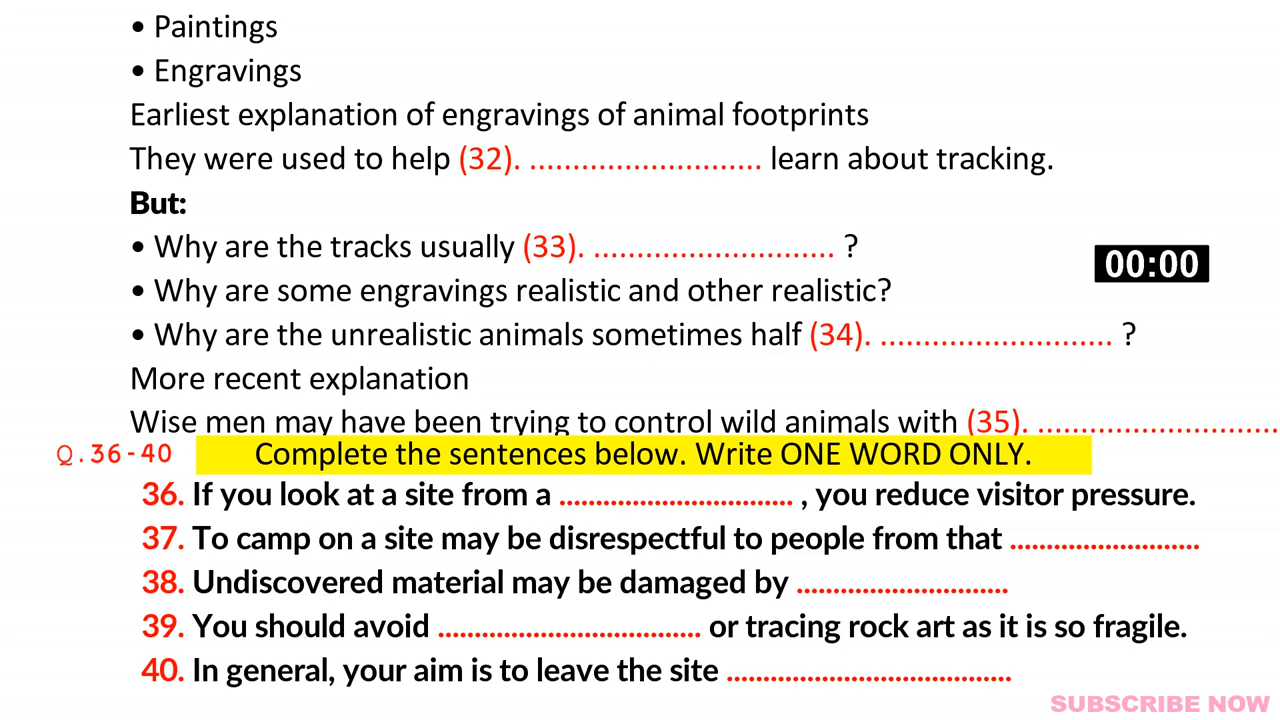 • Paintings
• Engravings
Earliest explanation of engravings of animal footprints
They were used to help (32). ........................... learn about tracking.
But:
• Why are the tracks usually (33). ............................ ?
• Why are some engravings realistic and other realistic?
• Why are the unrealistic animals sometimes half (34). ........................... ?
More recent explanation
Wise men may have been trying to control wild animals with (35). ............................
Q.36-40 Complete the sentences below. Write ONE WORD ONLY.
36. If you look at a site from a ................................ , you reduce visitor pressure.
37. To camp on a site may be disrespectful to people from that ..........................
38. Undiscovered material may be damaged by .............................
39. You should avoid .................................... or tracing rock art as it is so fragile.
40. In general, your aim is to leave the site .......................................
00:00
SUBSCRIBE NOW